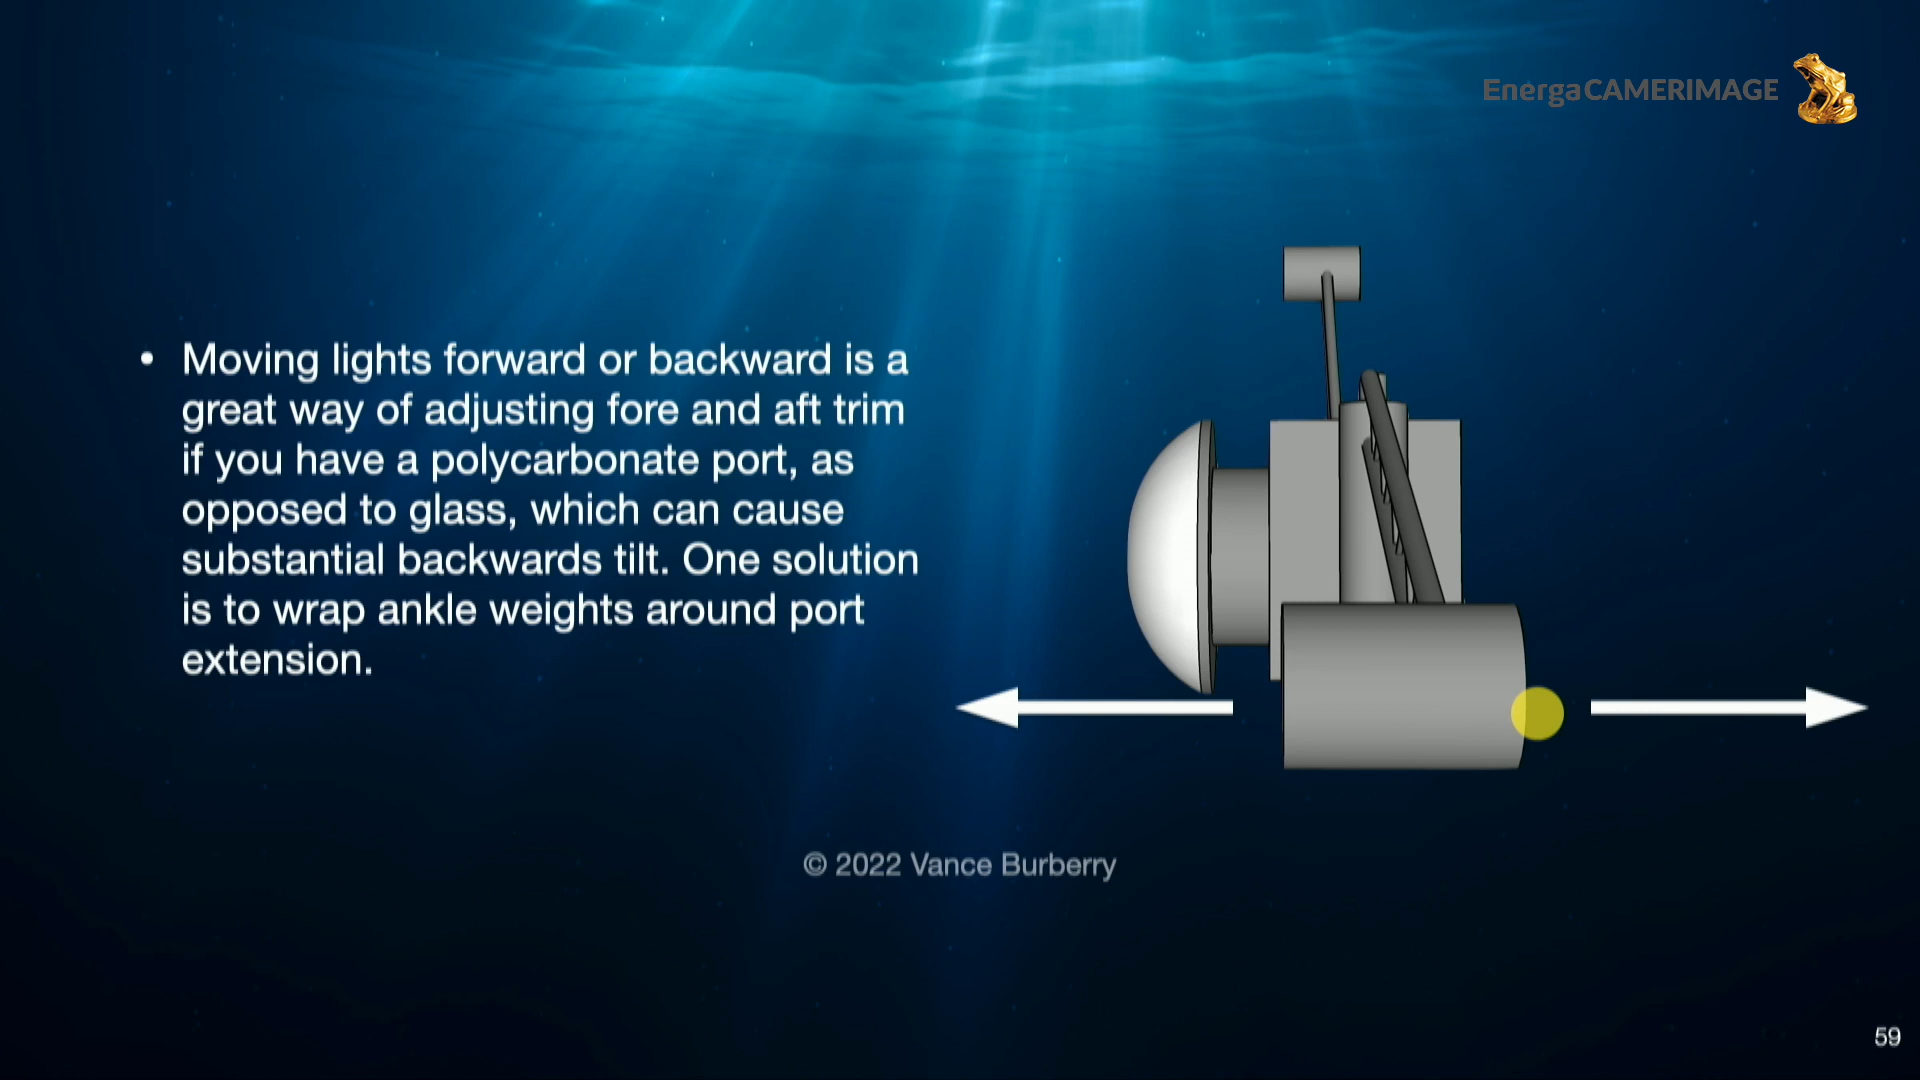 EnergaCAMERIMAGE
• Moving lights forward or backward is a
great way of adjusting fore and aft trim
if you have a polycarbonate port, as
opposed to glass, which can cause
substantial backwards tilt. One solution
is to wrap ankle weights around port
extension.
© 2022 Vance Burberry
59